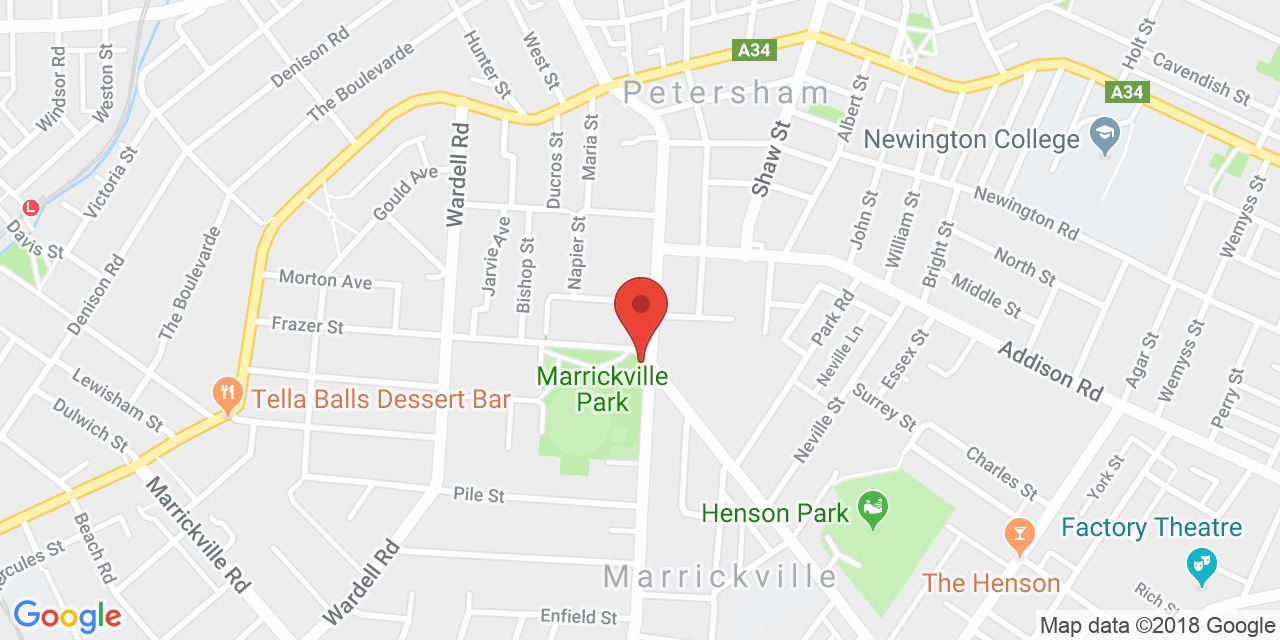 Windsor Rd
Weston St
Denison Rd
The Boulevarde
Hunter St
West St
A34
Petersham
Holt St
Cavendish St
A34
Albert St
Newington College
Shaw St
Maria St
Ducros St
Wardell Rd
Gould Ave
Victoria St
L
Davis St
Denison Rd
The Boulevarde
Morton Ave
Frazer St
Jarvie Ave
Bishop St
Napier St
John St
William St
Bright St
Newington Rd
North St
Middle St
Wemyss St
Park Rd
Neville Ln
Essex St
Addison Rd
Agar St
Wemyss St
Perry St
Marrickville
Park
Tella Balls Dessert Bar
Lewisham St
Dulwich St
Neville St
Surrey St
Charles St
York St
Pile St
Marrickville Rd
Beach Rd
Henson Park
Factory Theatre
Wardell Rd
Marrickville
The Henson
Rich St
Enfield St
ercules St
Google
Map data ©2018 Google